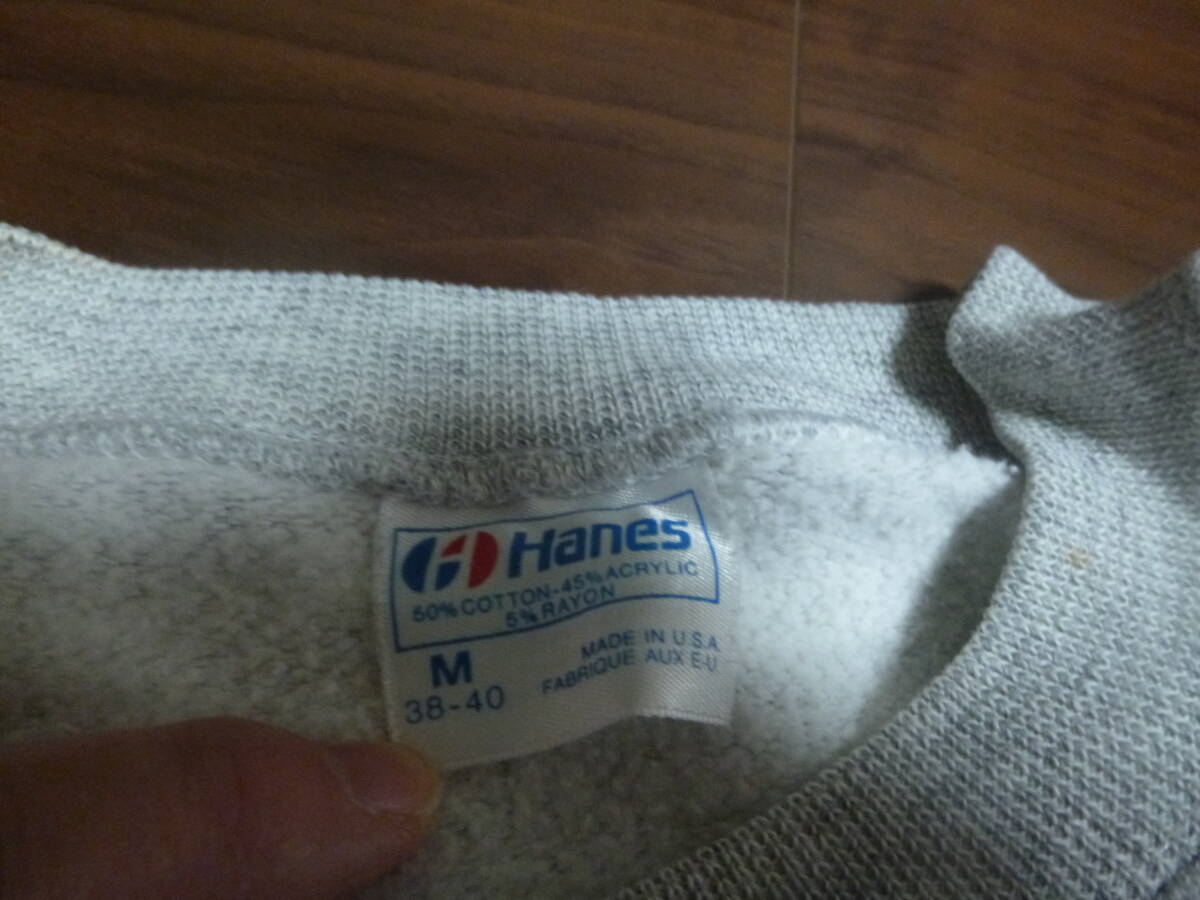 Hanes
50% COTTON-45% ACRYLIC
5% RAYON
M
38-40
MADE IN U.S.A.
FABRIQUE AUX E-U.